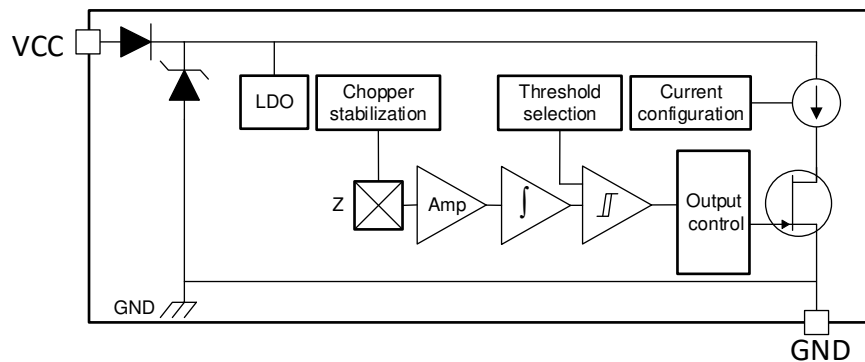 VCC
LDO
Chopper
stabilization
Threshold
selection
Current
configuration
Z
Amp
∫
Output
control
GND
GND